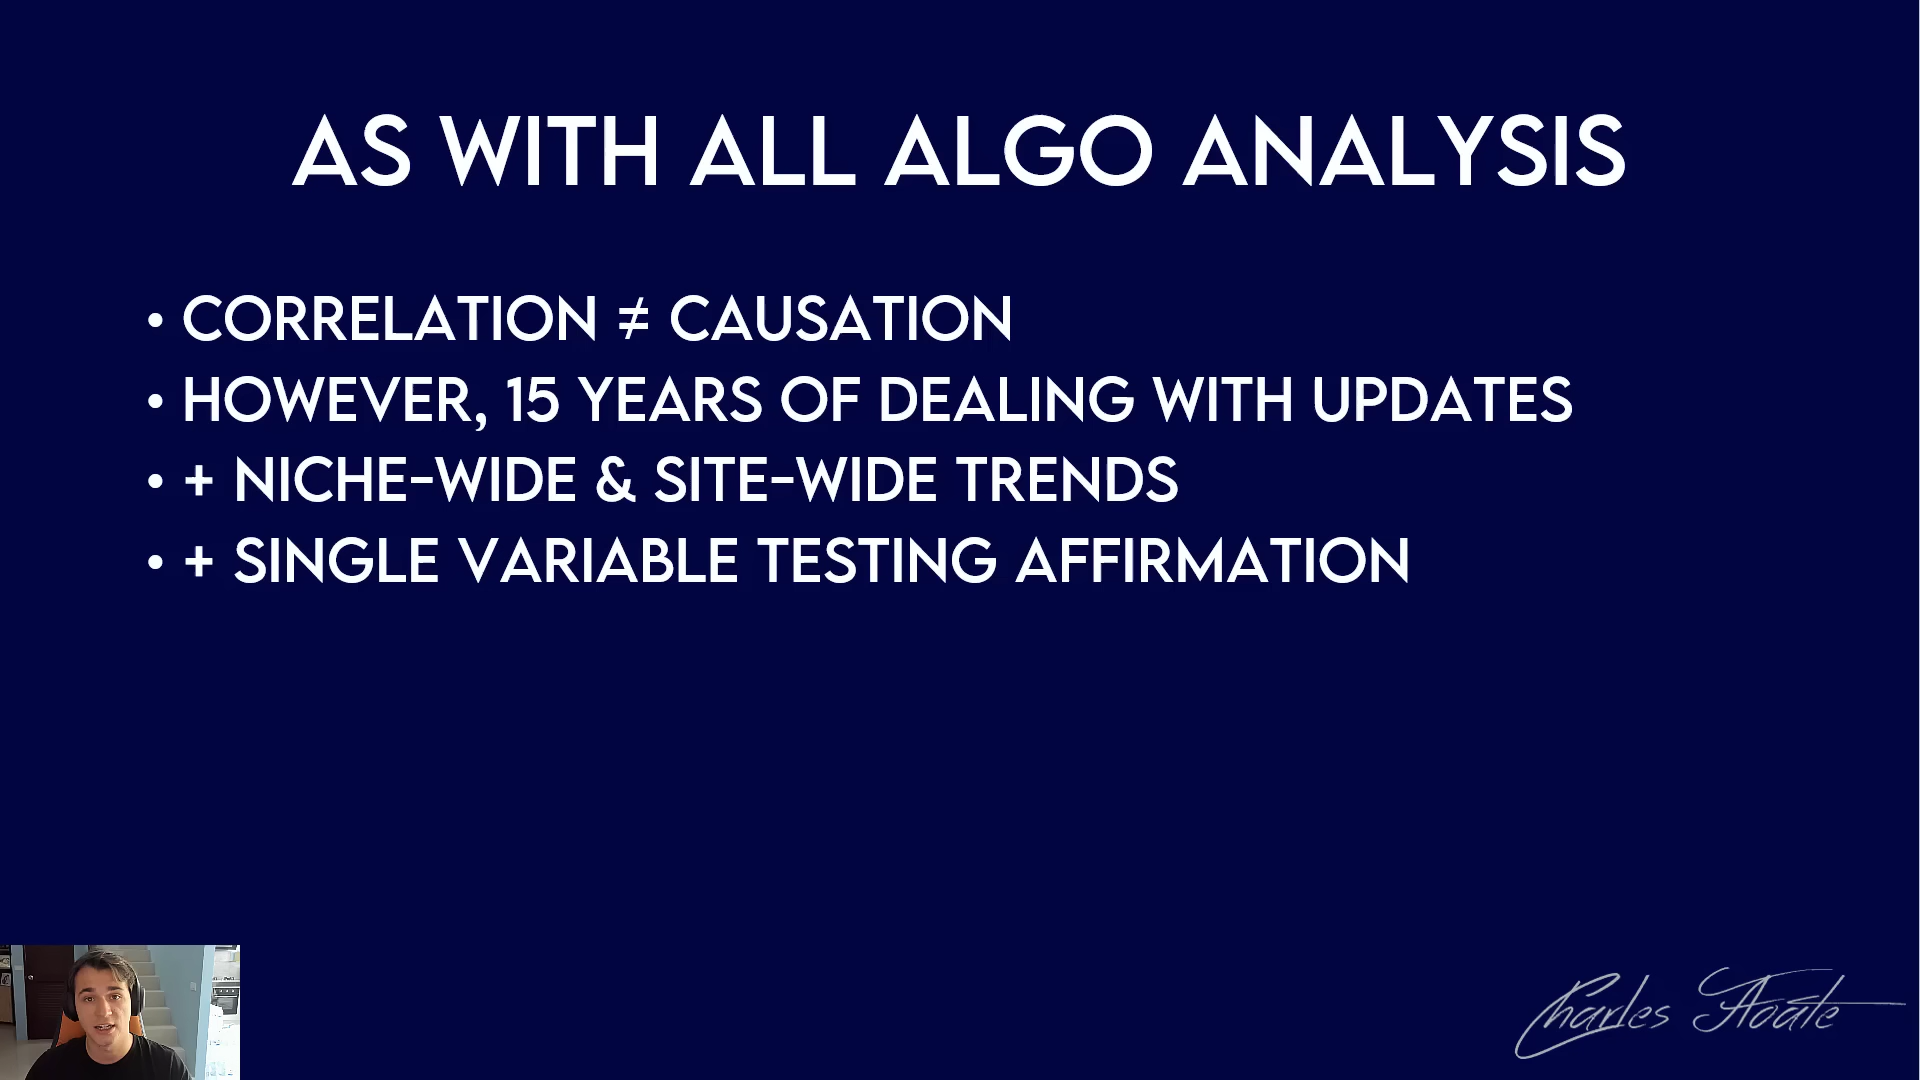 AS WITH ALL ALGO ANALYSIS
• CORRELATION ≠ CAUSATION
• HOWEVER, 15 YEARS OF DEALING WITH UPDATES
• + NICHE-WIDE & SITE-WIDE TRENDS
• + SINGLE VARIABLE TESTING AFFIRMATION
Charles Floate